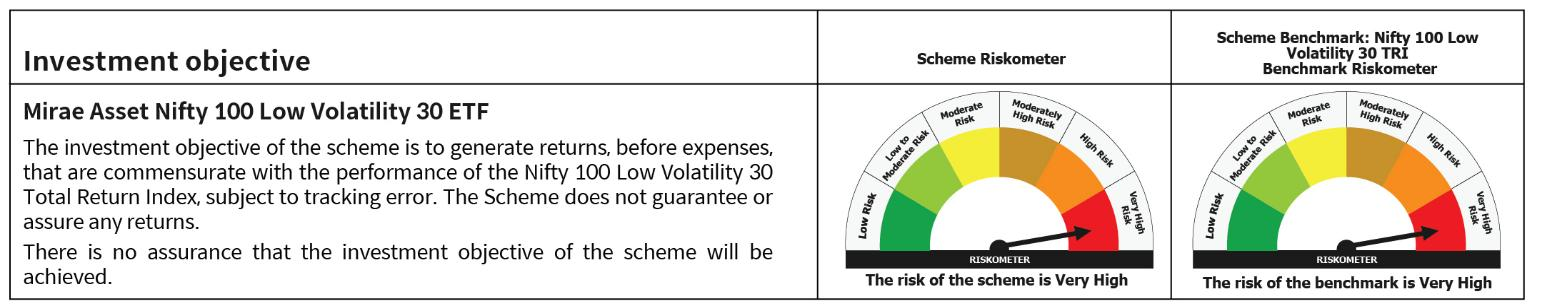 Investment objective
Scheme Riskometer
Scheme Benchmark: Nifty 100 Low
Volatility 30 TRI
Benchmark Riskometer
Mirae Asset Nifty 100 Low Volatility 30 ETF
The investment objective of the scheme is to generate returns, before expenses,
that are commensurate with the performance of the Nifty 100 Low Volatility 30
Total Return Index, subject to tracking error. The Scheme does not guarantee or
assure any returns.
There is no assurance that the investment objective of the scheme will be
achieved.
Low Risk
Low to
Moderate Risk
Moderate
Risk
Moderately
High Risk
High Risk
Very High
Risk
RISKOMETER
The risk of the scheme is Very High
Low Risk
Low to
Moderate Risk
Moderate
Risk
Moderately
High Risk
High Risk
Very High
Risk
RISKOMETER
The risk of the benchmark is Very High